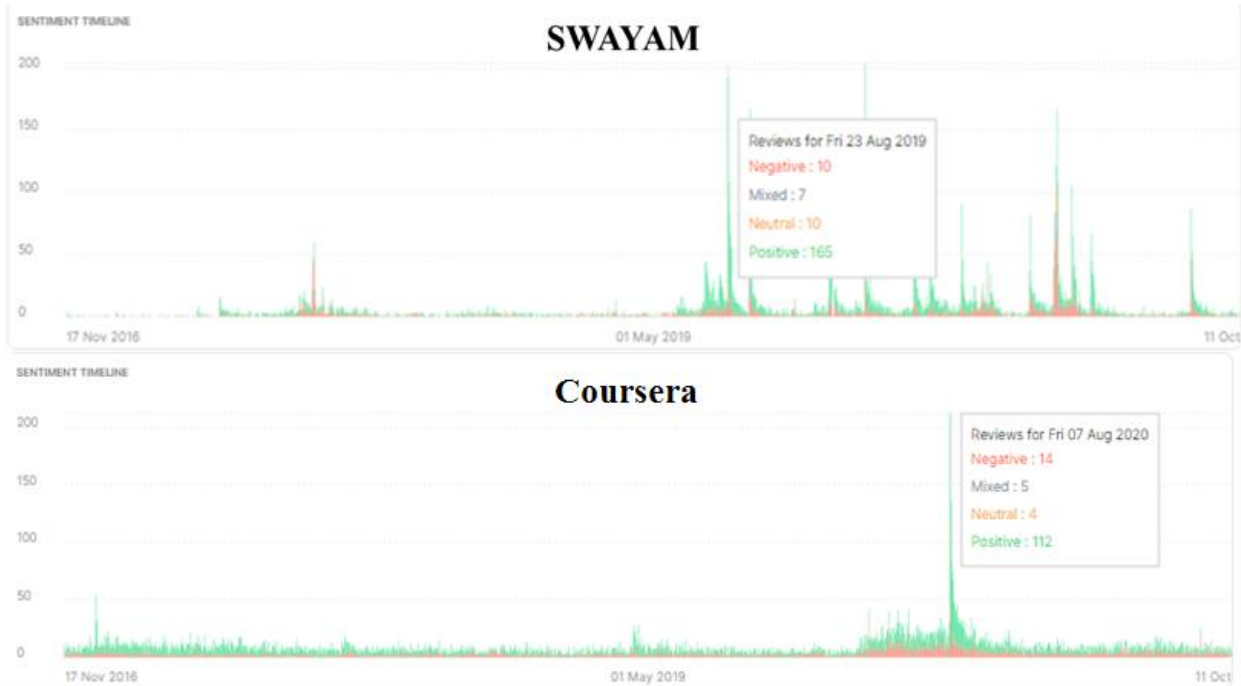 SENTIMENT TIMELINE
SWAYAM
200
150
100
50
0
Reviews for Fri 23 Aug 2019
Negative : 10
Mixed : 7
Neutral : 10
Positive : 165
17 Nov 2016
01 May 2019
11 Oct
SENTIMENT TIMELINE
Coursera
200
150
100
50
0
Reviews for Fri 07 Aug 2020
Negative : 14
Mixed : 5
Neutral : 4
Positive : 112
17 Nov 2016
01 May 2019
11 Oct